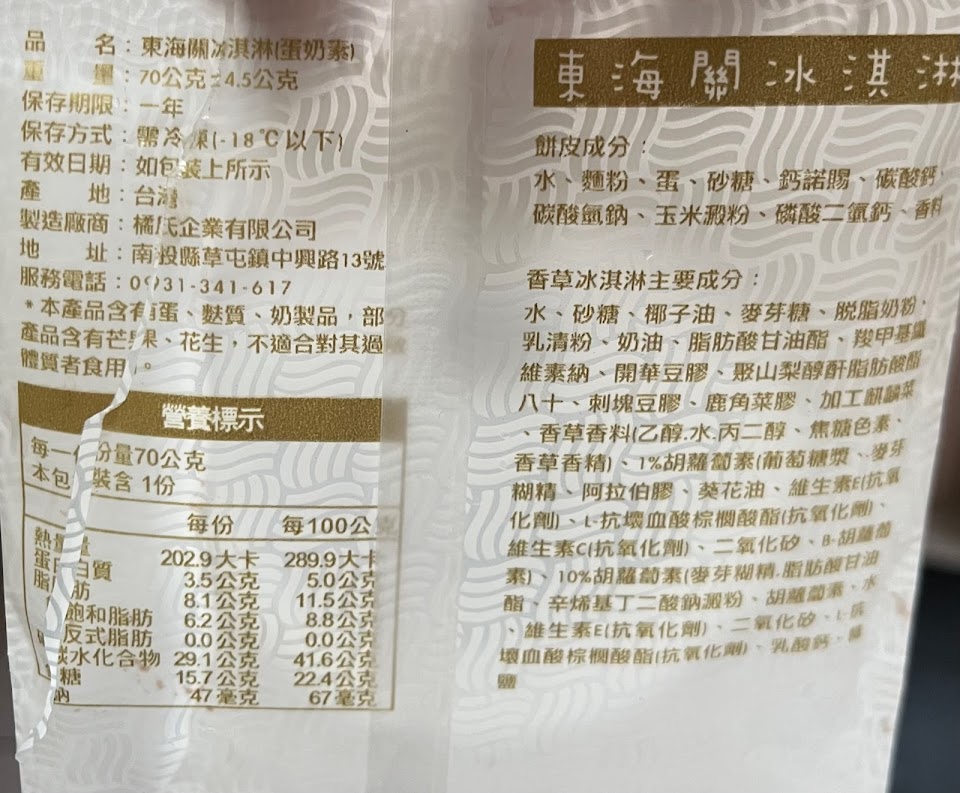 品 名：東海關冰淇淋(蛋奶素)
重 量：70公克±4.5公克
保存期限：一年
保存方式：需冷凍(-18℃以下)
有效日期：如包裝上所示
產 地：台灣
製造廠商：橘氏企業有限公司
地 址：南投縣草屯鎮中興路13號
服務電話：0931-341-617
*本產品含有蛋、麩質、奶製品，部分
產品含有芒果、花生，不適合對其過敏
體質者食用。
營養標示
每一份量70公克
本包裝含 1份
每份 每100公克
熱量 202.9大卡 289.9大卡
蛋白質 3.5公克 5.0公克
脂肪 8.1公克 11.5公克
飽和脂肪 6.2公克 8.8公克
反式脂肪 0.0公克 0.0公克
碳水化合物 29.1公克 41.6公克
糖 15.7公克 22.4公克
鈉 47毫克 67毫克
東海關冰淇淋
餅皮成分：
水、麵粉、蛋、砂糖、鈣諾賜、碳酸鈣、
碳酸氫鈉、玉米澱粉、磷酸二氫鈣、香料
香草冰淇淋主要成分：
水、砂糖、椰子油、麥芽糖、脫脂奶粉、
乳清粉、奶油、脂肪酸甘油酯、羧甲基纖
維素納、開華豆膠、聚山梨醇酐脂肪酸酯
八十、刺塊豆膠、鹿角菜膠、加工麒麟菜
、香草香料(乙醇.水.丙二醇、焦糖色素、
香草香精)、1%胡蘿蔔素(葡萄糖漿、麥芽
糊精、阿拉伯膠、葵花油、維生素E(抗氧
化劑)、L-抗壞血酸棕櫚酸酯(抗氧化劑)、
維生素C(抗氧化劑)、二氧化矽、B-胡蘿蔔
素)、10%胡蘿蔔素(麥芽糊精.脂肪酸甘油
酯、辛烯基丁二酸鈉澱粉、胡蘿蔔素、水
、維生素E(抗氧化劑)、二氧化矽、L-抗
壞血酸棕櫚酸酯(抗氧化劑)、乳酸鈣、
鹽